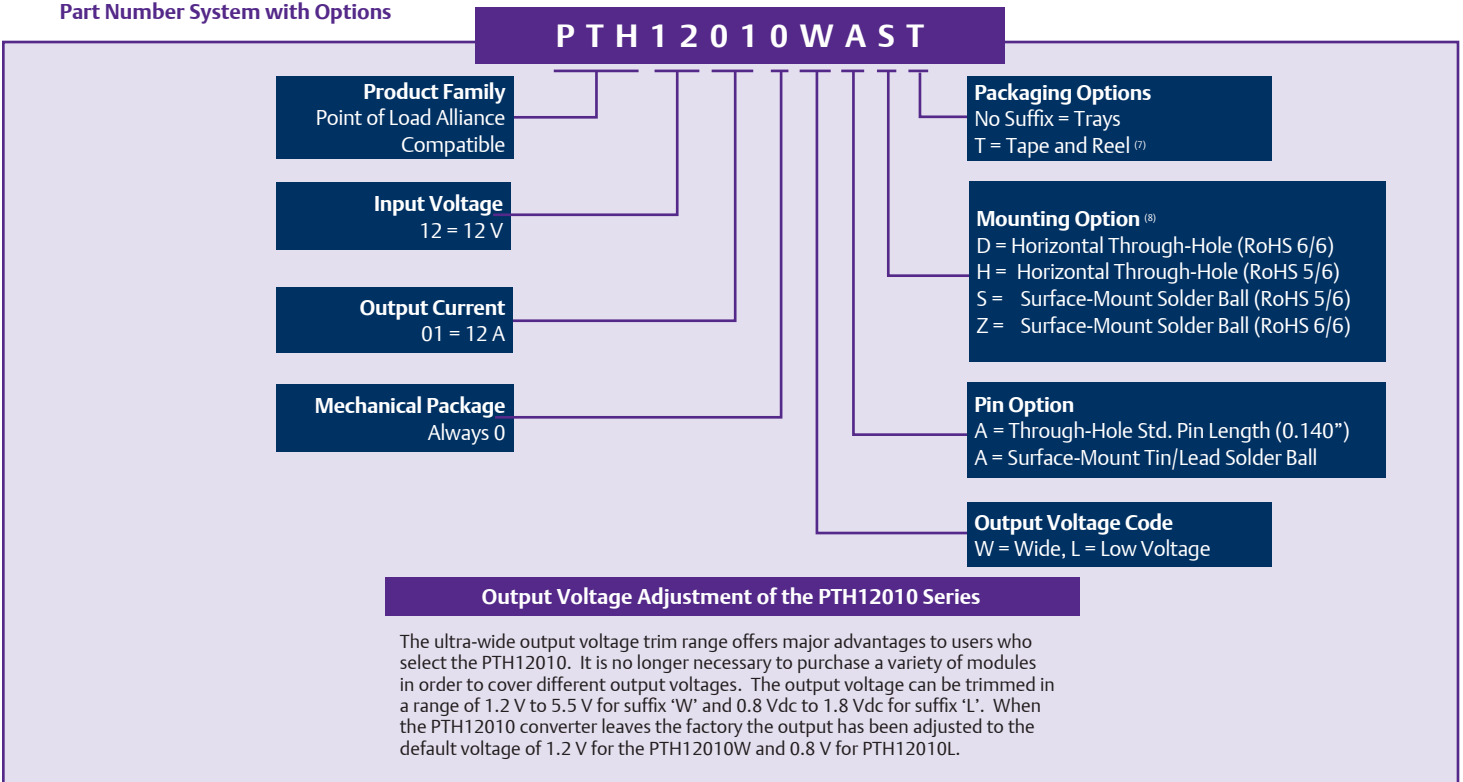 Part Number System with Options
PTH12010WAST
Product Family
Point of Load Alliance
Compatible
Input Voltage
12 = 12 V
Output Current
01 = 12 A
Mechanical Package
Always 0
Packaging Options
No Suffix = Trays
T = Tape and Reel (7)
Mounting Option (8)
D = Horizontal Through-Hole (RoHS 6/6)
H = Horizontal Through-Hole (RoHS 5/6)
S = Surface-Mount Solder Ball (RoHS 5/6)
Z = Surface-Mount Solder Ball (RoHS 6/6)
Pin Option
A = Through-Hole Std. Pin Length (0.140”)
A = Surface-Mount Tin/Lead Solder Ball
Output Voltage Code
W = Wide, L = Low Voltage
Output Voltage Adjustment of the PTH12010 Series
The ultra-wide output voltage trim range offers major advantages to users who
select the PTH12010. It is no longer necessary to purchase a variety of modules
in order to cover different output voltages. The output voltage can be trimmed in
a range of 1.2 V to 5.5 V for suffix ‘W’ and 0.8 Vdc to 1.8 Vdc for suffix ‘L’. When
the PTH12010 converter leaves the factory the output has been adjusted to the
default voltage of 1.2 V for the PTH12010W and 0.8 V for PTH12010L.